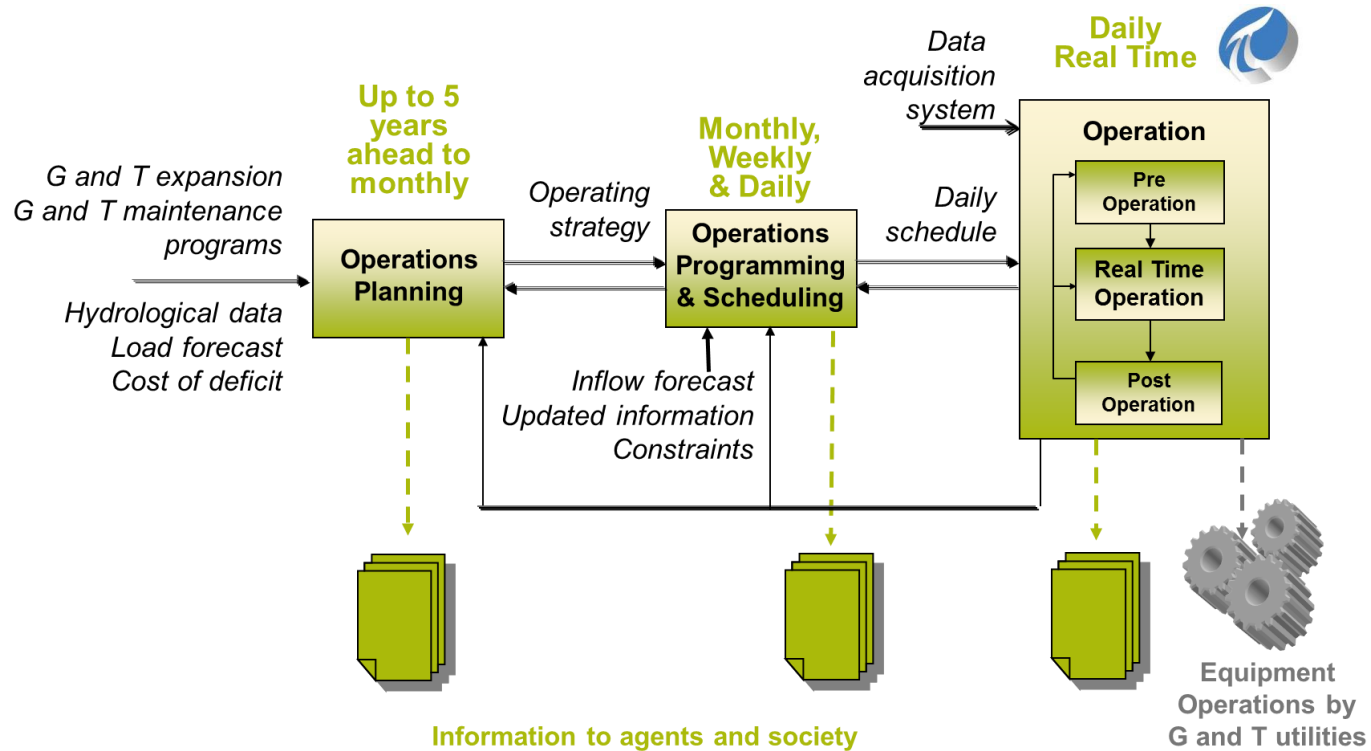 Daily
Real Time
Data
acquisition
system
Up to 5
years
ahead to
monthly
Monthly,
Weekly
& Daily
G and T expansion
G and T maintenance
programs
Hydrological data
Load forecast
Cost of deficit
Operations
Planning
Operating
strategy
Operations
Programming
& Scheduling
Daily
schedule
Operation
Pre
Operation
Real Time
Operation
Post
Operation
Inflow forecast
Updated information
Constraints
Information to agents and society
Equipment
Operations by
G and T utilities